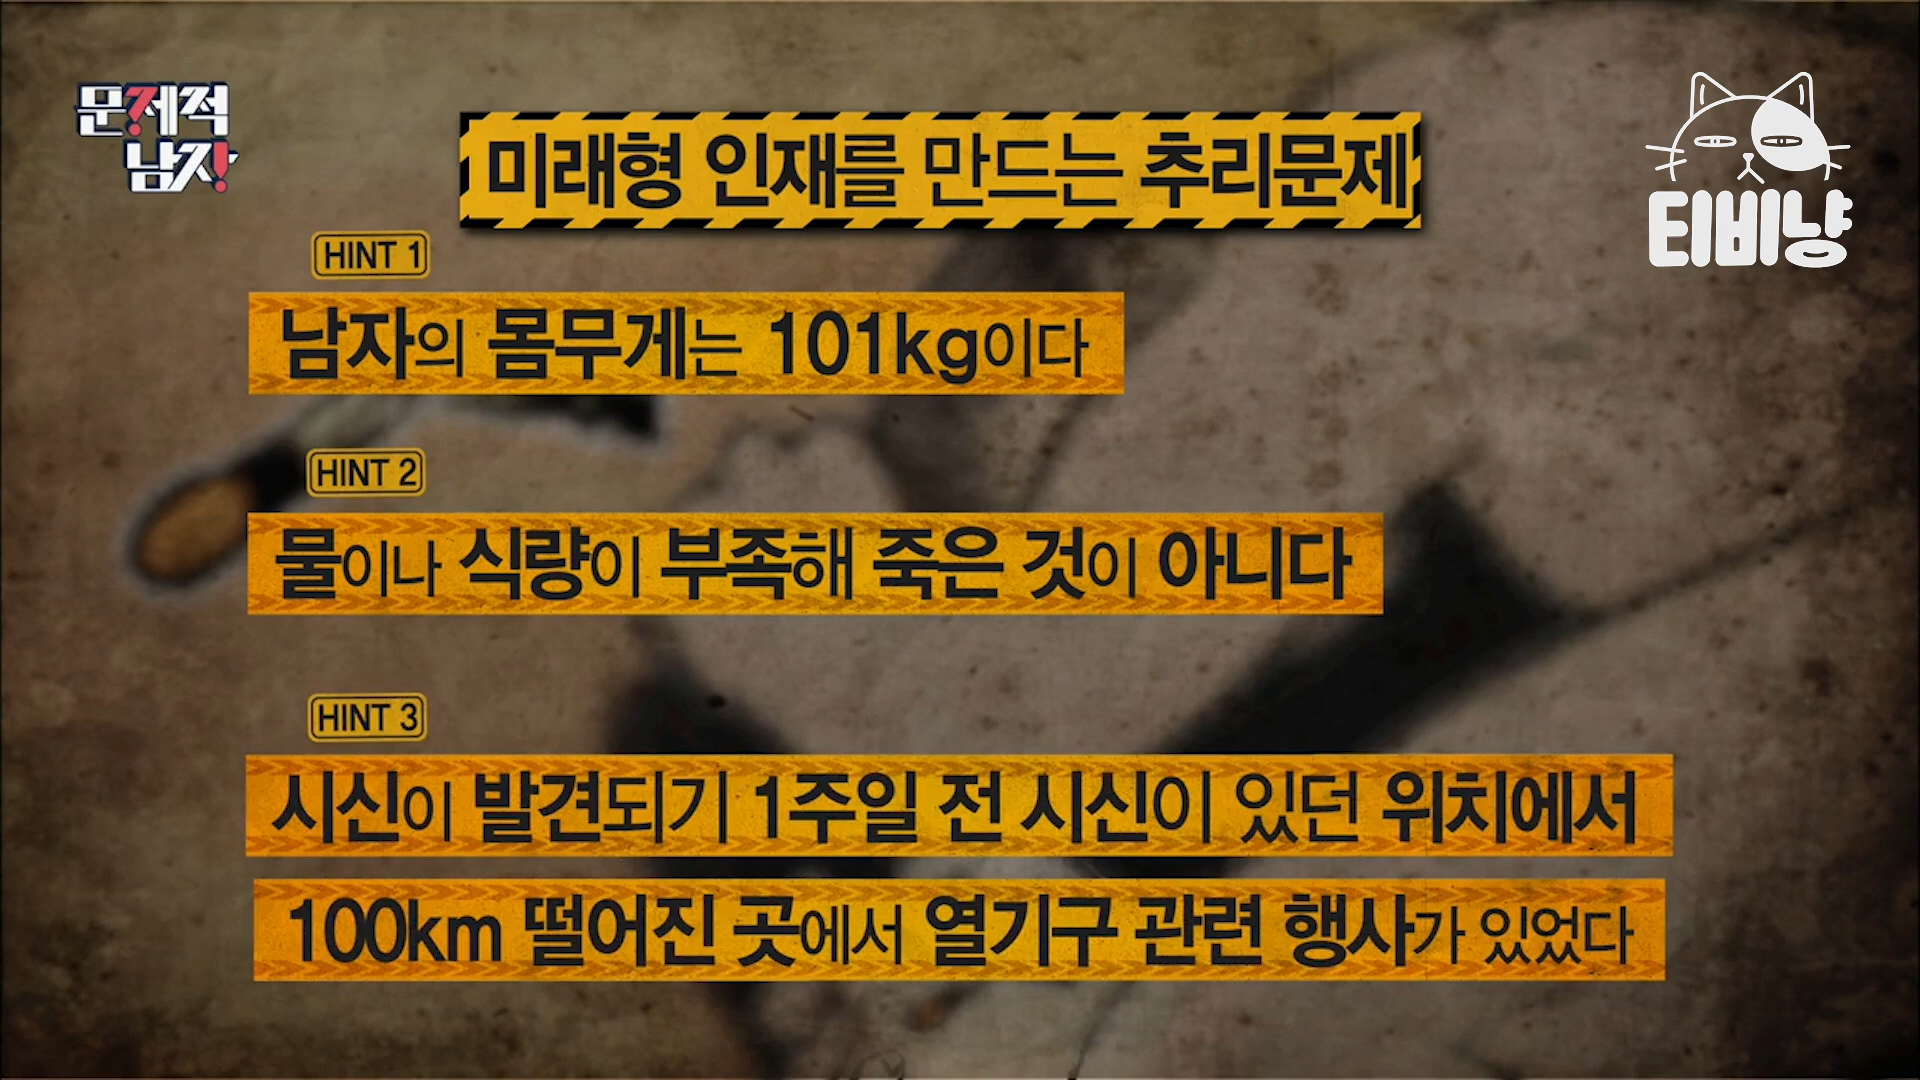 문제적
남자
티비냥
미래형 인재를 만드는 추리문제
HINT 1
남자의 몸무게는 101kg이다
HINT 2
물이나 식량이 부족해 죽은 것이 아니다
HINT 3
시신이 발견되기 1주일 전 시신이 있던 위치에서
100km 떨어진 곳에서 열기구 관련 행사가 있었다